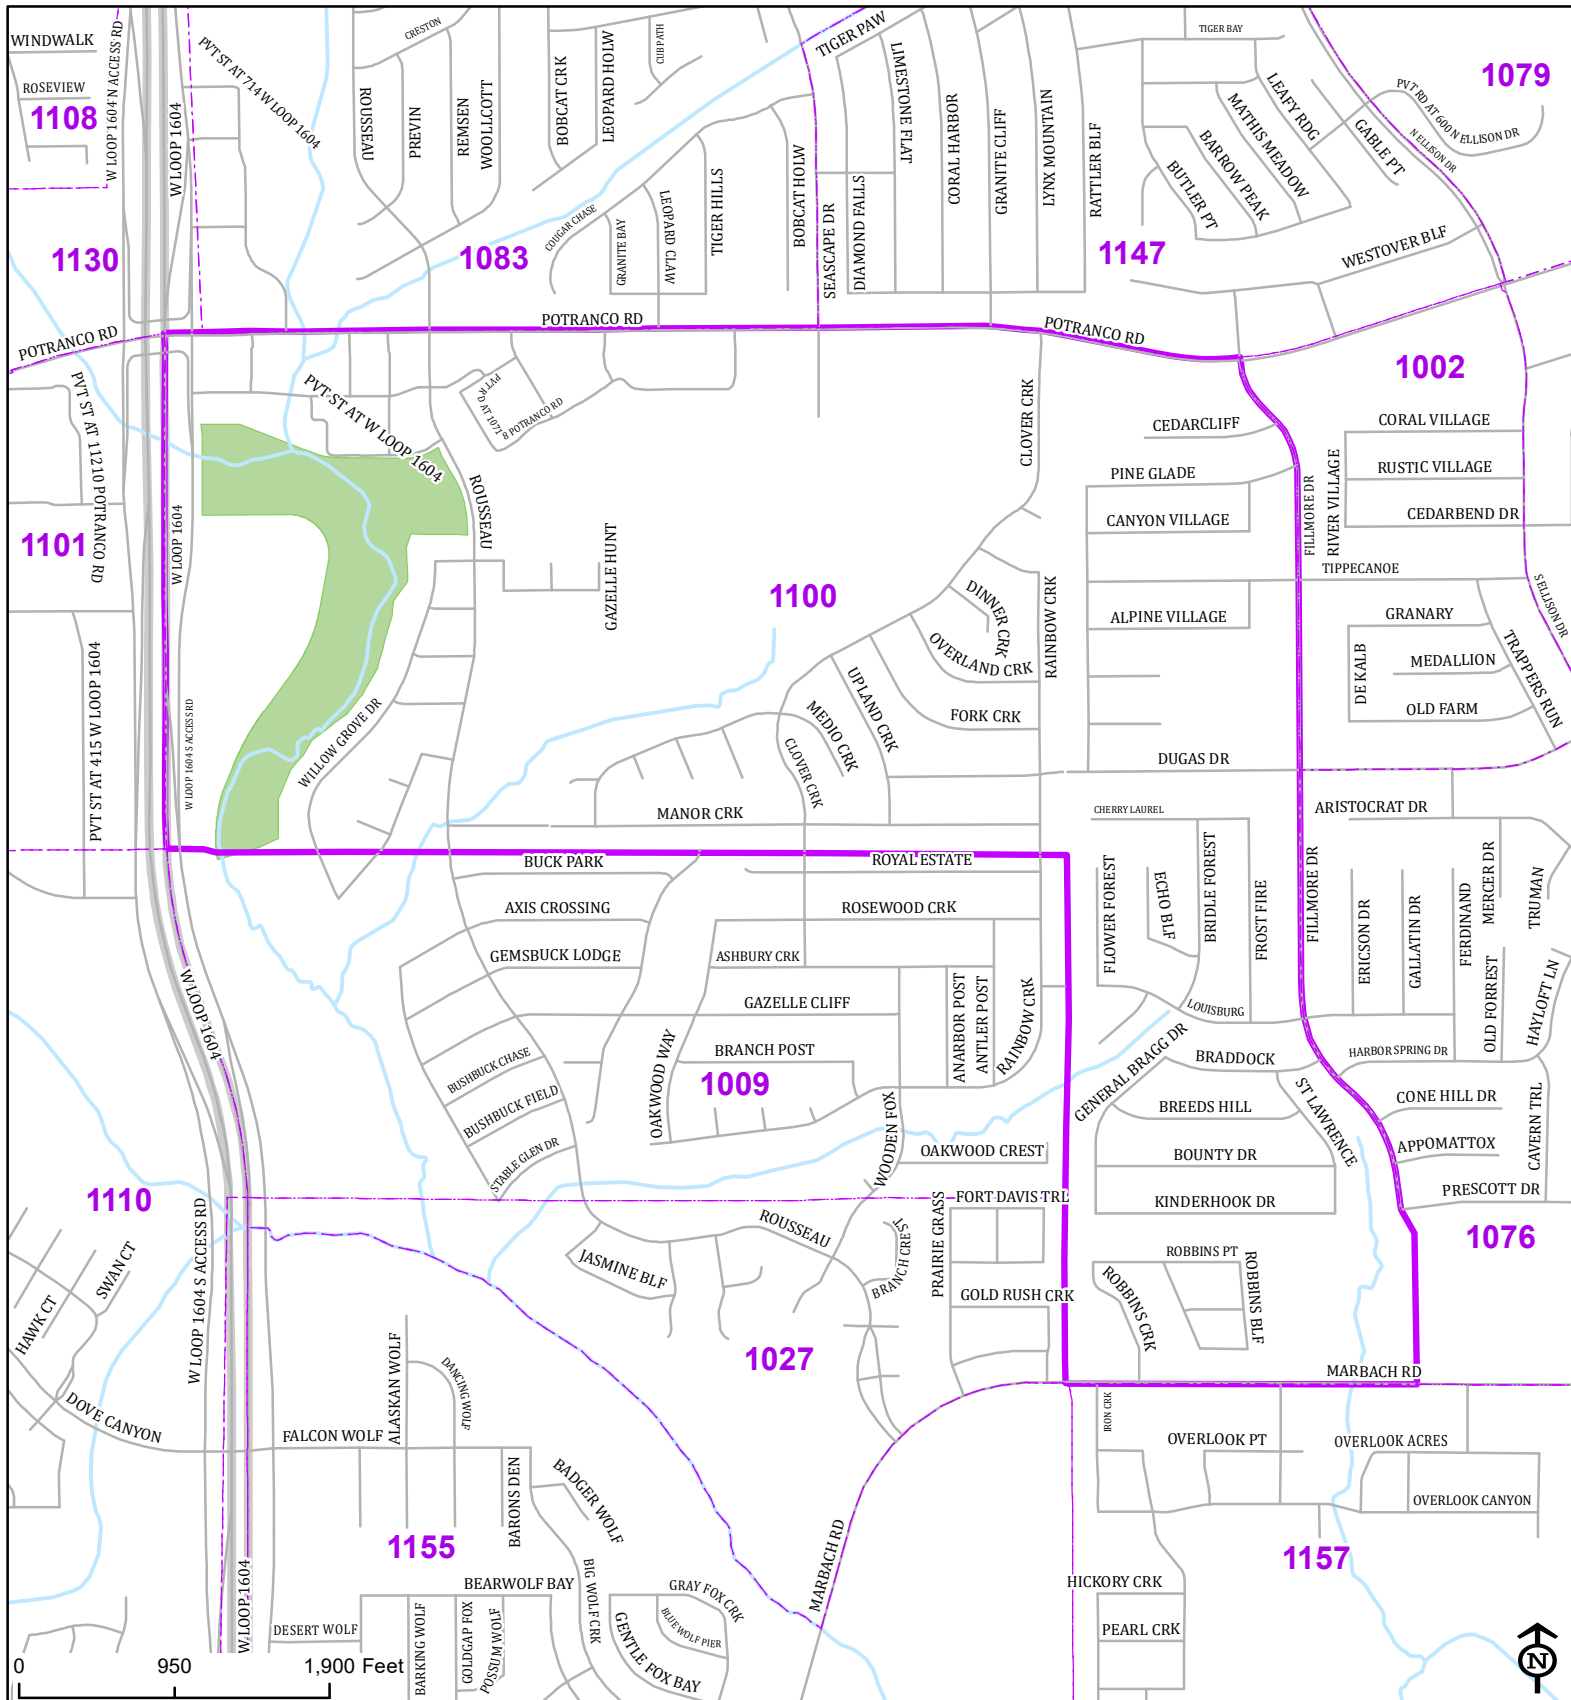 WINDWALK
ROSEVIEW
1108
W LOOP 1604 N ACCESS RD
W LOOP 1604
PVT ST AT 714 W LOOP 1604
CRESTON
ROUSSEAU
PREVIN
REMSEN
WOOLLCOTT
BOBCAT CRK
LEOPARD HOLW
CUB PATH
TIGER PAW
LIMESTONE FLAT
CORAL HARBOR
GRANITE CLIFF
LYNX MOUNTAIN
RATTLER BLF
TIGER BAY
LEAFY RDG
MATHIS MEADOW
BARROW PEAK
BUTLER PT
GABLE PT
PVT RD AT 600 N ELLISON DR
N ELLISON DR
1079
1130
1083
COUGAR CHASE
GRANITE BAY
LEOPARD CLAW
TIGER HILLS
BOBCAT HOLW
SEASCAPE DR
DIAMOND FALLS
1147
WESTOVER BLF
POTRANCO RD
POTRANCO RD
POTRANCO RD
1002
PVT ST AT 11210 POTRANCO RD
PVT ST AT W LOOP 1604
PVT RD AT 10718 POTRANCO RD
CLOVER CRK
CEDARCLIFF
CORAL VILLAGE
PINE GLADE
RUSTIC VILLAGE
CANYON VILLAGE
CEDARBEND DR
FILLMORE DR
RIVER VILLAGE
1101
W LOOP 1604
ROUSSEAU
GAZELLE HUNT
1100
TIPPECANOE
S ELLISON DR
DINNER CRK
OVERLAND CRK
RAINBOW CRK
ALPINE VILLAGE
GRANARY
MEDALLION
DE KALB
OLD FARM
TRAPPERS RUN
PVT ST AT 415 W LOOP 1604
W LOOP 1604 S ACCESS RD
WILLOW GROVE DR
MEDIO CRK
UPLAND CRK
FORK CRK
CLOVER CRK
DUGAS DR
MANOR CRK
CHERRY LAUREL
ARISTOCRAT DR
BUCK PARK
ROYAL ESTATE
AXIS CROSSING
ROSEWOOD CRK
GEMSBUCK LODGE
ASHBURY CRK
GAZELLE CLIFF
FLOWER FOREST
ECHO BLF
BRIDLE FOREST
FROST FIRE
FILLMORE DR
ERICSON DR
GALLATIN DR
FERDINAND
MERCER DR
TRUMAN
OLD FORREST
HAYLOFT LN
W LOOP 1604
ANARBOR POST
ANTLER POST
RAINBOW CRK
LOUISBURG
GENERAL BRAGG DR
BRADDOCK
HARBOR SPRING DR
BUSHBUCK CHASE
BUSHBUCK FIELD
STABLE GLEN DR
OAKWOOD WAY
BRANCH POST
1009
WOODEN FOX
BREEDS HILL
ST LAWRENCE
CONE HILL DR
APPOMATTOX
CAVERN TRL
OAKWOOD CREST
BOUNTY DR
1110
FORT DAVIS TRL
KINDERHOOK DR
PRESCOTT DR
1076
W LOOP 1604 S ACCESS RD
ROUSSEAU
BRANCH CREST
PRAIRIE GRASS
ROBBINS PT
ROBBINS CRK
ROBBINS BLF
SWAN CT
HAWK CT
JASMINE BLF
GOLD RUSH CRK
1027
MARBACH RD
DOVE CANYON
ALASKAN WOLF
DANCING WOLF
FALCON WOLF
IRON CRK
OVERLOOK PT
OVERLOOK ACRES
OVERLOOK CANYON
BARONS DEN
BADGER WOLF
1155
MARBACH RD
1157
W LOOP 1604
BEARWOLF BAY
BIG WOLF CRK
GRAY FOX CRK
BLUE WOLF PIER
GENTLE FOX BAY
HICKORY CRK
PEARL CRK
DESERT WOLF
BARKING WOLF
GOLDGAP FOX
POSSUM WOLF
0 950 1,900 Feet
N